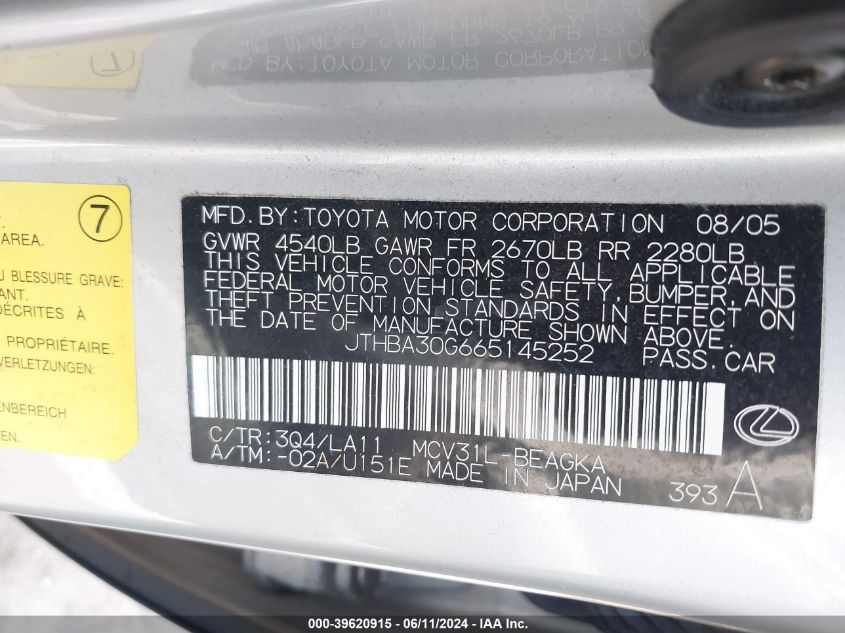 MFD.BY:TOYOTA MOTOR CORPORATION 08/05
GVWR 4540LB GAWR FR 2670LB RR 2280LB
THIS VEHICLE CONFORMS TO ALL APPLICABLE
FEDERAL MOTOR VEHICLE SAFETY,BUMPER,AND
THEFT PREVENTION STANDARDS IN EFFECT ON
THE DATE OF MANUFACTURE SHOWN ABOVE.
JTHBA30G665145252 PASS.CAR
C/TR:3Q4/LA11 MCV31L-BEAGKA
A/TM:-02A/U151E MADE IN JAPAN
393 A
7
AREA.
U BLESSURE GRAVE:
ANT.
DÉCRITES À
PROPRIÉTAIRE.
VERLETZUNGEN:
ENBEREICH
EN.
000-39620915 - 06/11/2024 - IAAI.com